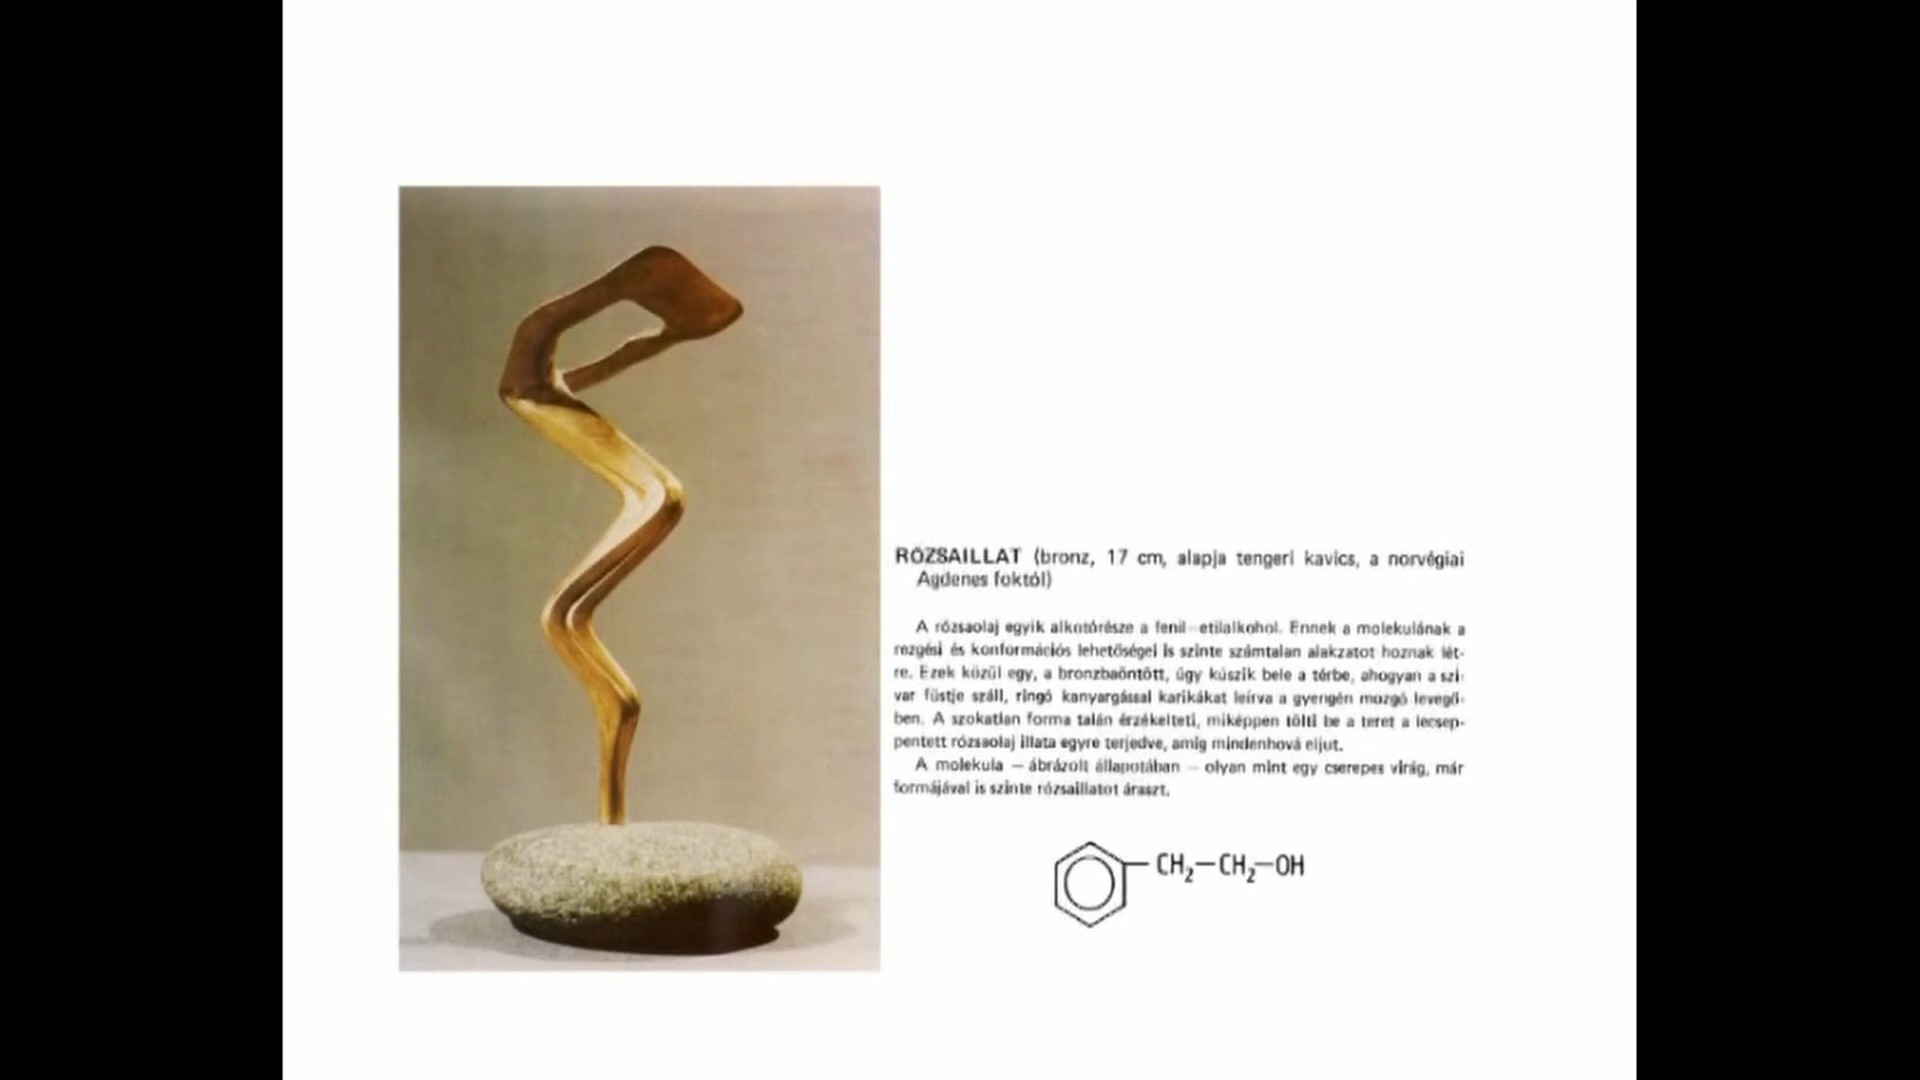 RÓZSAILLAT (bronz, 17 cm, alapja tengeri kavics, a norvégiai
Agdenes foktól)
A rózsaolaj egyik alkotórésze a fenil-etilalkohol. Ennek a molekulának a
rezgési és konformációs lehetőségei is szinte számtalan alakzatot hoznak lét-
re. Ezek közül egy, a bronzbaöntött, úgy kúszik bele a térbe, ahogyan a szi-
var füstje száll, ringó kanyargással karikákat leírva a gyengén mozgó levegő-
ben. A szokatlan forma talán érzékelteti, miképpen tölti be a teret a lecsep-
pentett rózsaolaj illata egyre terjedve, amig mindenhová eljut.
A molekula — ábrázolt állapotában — olyan mint egy cserepes virág, már
formájával is szinte rózsaillatot áraszt.
CH2—CH2—OH